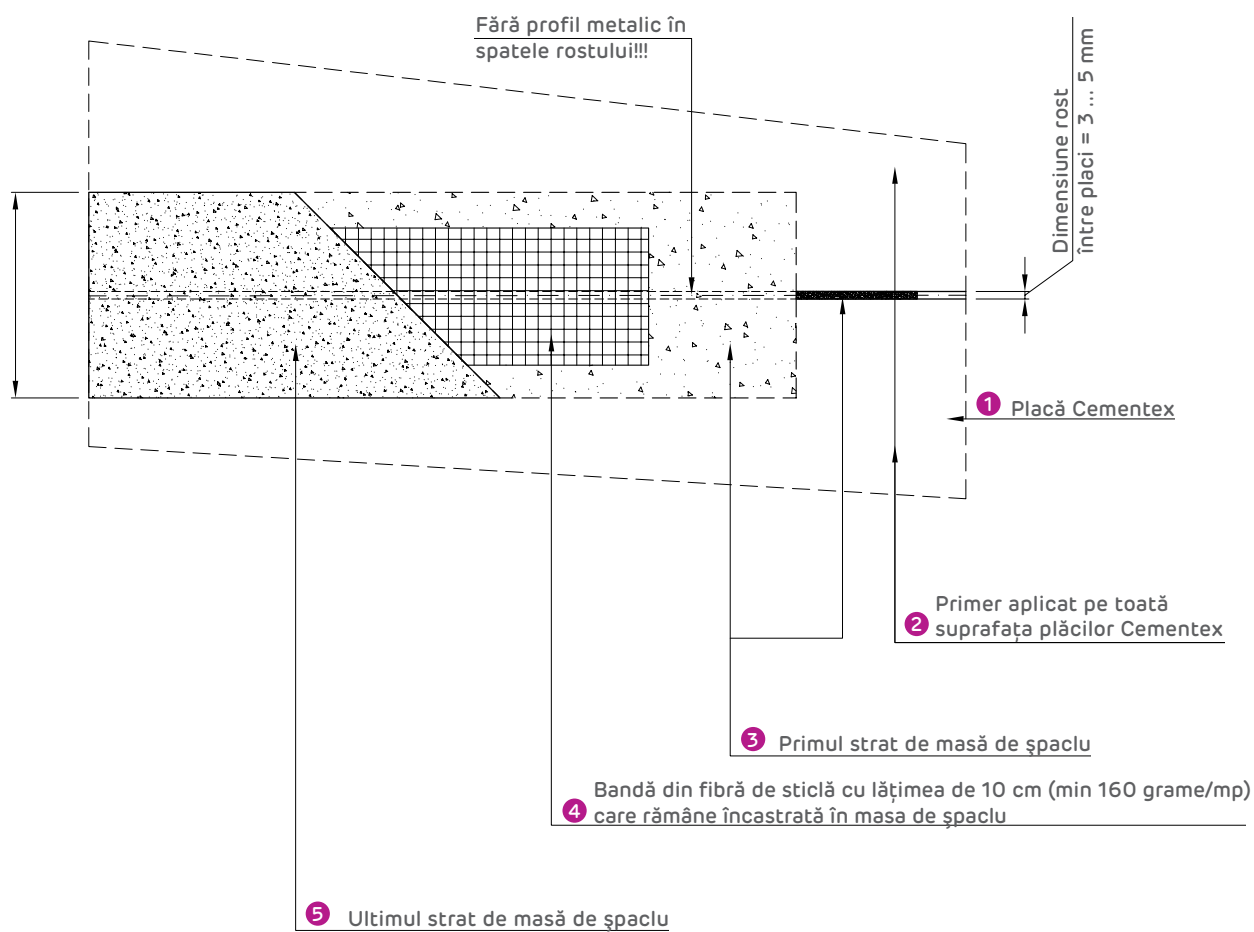 Fără profil metalic în
spatele rostului!!!
Dimensiune rost
între placi = 3 ... 5 mm
1 Placă Cementex
Primer aplicat pe toată
2 suprafața plăcilor Cementex
3 Primul strat de masă de şpaclu
Bandă din fibră de sticlă cu lățimea de 10 cm (min 160 grame/mp)
4 care rămâne încastrată în masa de şpaclu
5 Ultimul strat de masă de şpaclu